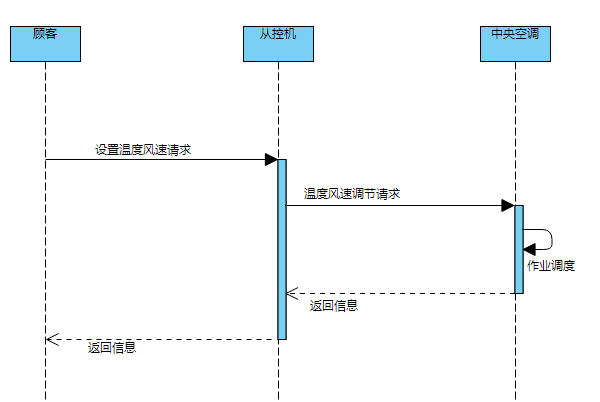 顾客
从控机
中央空调
设置温度风速请求
温度风速调节请求
作业调度
返回信息
返回信息